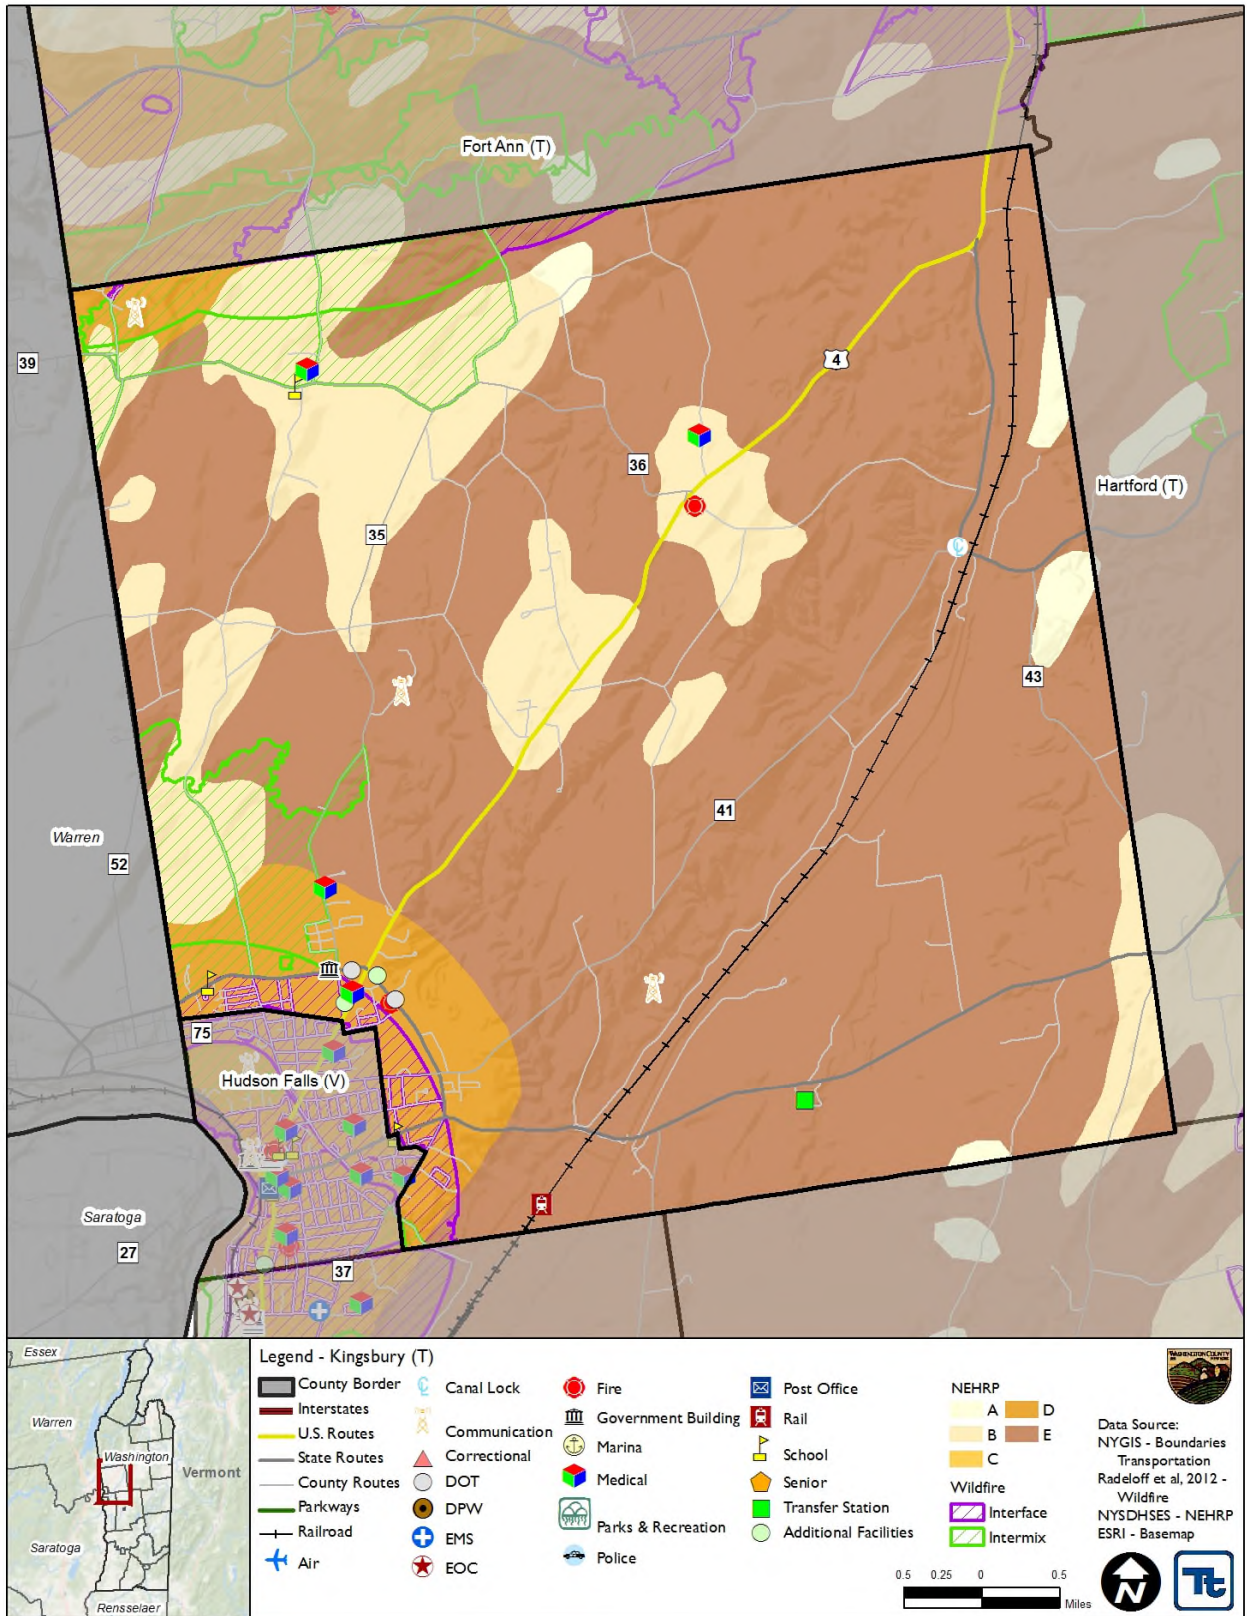 Fort Ann (T)
39
4
36
Hartford (T)
35
43
41
Warren
52
75
Hudson Falls (V)
Saratoga
27
37
Essex
Warren
Washington
Vermont
Saratoga
Rensselaer
Legend - Kingsbury (T)
County Border
Interstates
U.S. Routes
State Routes
County Routes
Parkways
Railroad
Air
Canal Lock
Communication
Correctional
DOT
DPW
EMS
EOC
Fire
Government Building
Marina
Medical
Parks & Recreation
Police
Post Office
Rail
School
Senior
Transfer Station
Additional Facilities
NEHRP
A
D
B
E
C
Wildfire
Interface
Intermix
0.5 0.25 0 0.5
Miles
WASHINGTON COUNTY
Data Source:
NYGIS - Boundaries
Transportation
Radeloff et al, 2012 -
Wildfire
NYSDHSES - NEHRP
ESRI - Basemap
N
Tt